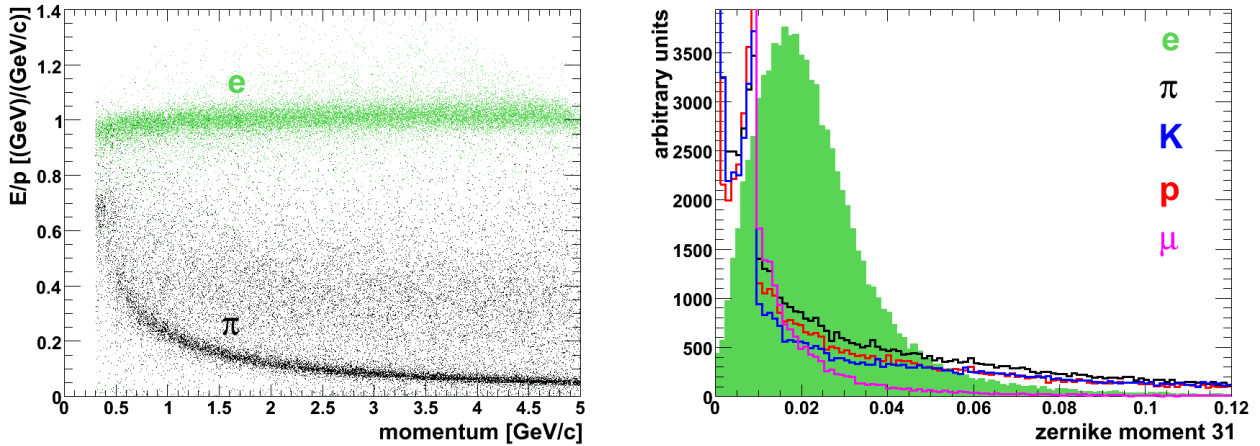 E/p [(GeV)/(GeV/c)]
1.4
1.2
1
0.8
0.6
0.4
0.2
0
e
π
0 0.5 1 1.5 2 2.5 3 3.5 4 4.5 5
momentum [GeV/c]
arbitrary units
3500
3000
2500
2000
1500
1000
500
0
e
π
K
p
μ
0 0.02 0.04 0.06 0.08 0.1 0.12
zernike moment 31